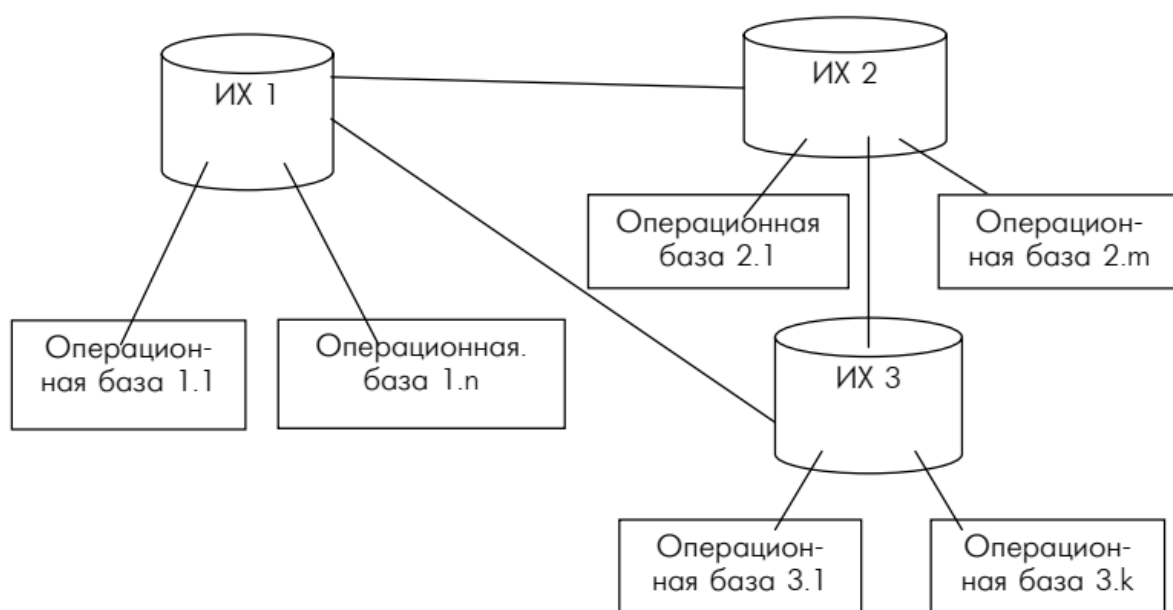 ИХ 1
ИХ 2
Операционная
база 2.1
Операцион-
ная база 2.m
Операцион-
ная база 1.1
Операционная.
база 1.n
ИХ 3
Операцион-
ная база 3.1
Операцион-
ная база 3.k